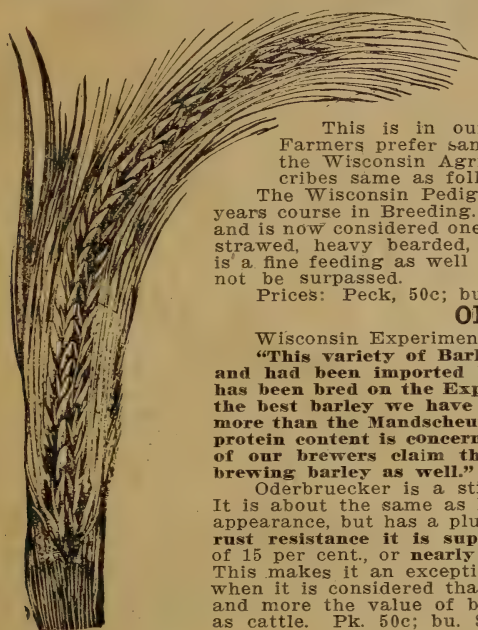 This is in ou
Farmers prefer san
the Wisconsin Agr
cribes same as foll
The Wisconsin Pedig
years course in Breeding.
and is now considered one
strawed, heavy bearded,
is a fine feeding as well
not be surpassed.
Prices: Peck, 50c; bu
OI
Wisconsin Experimen
"This variety of Barl
and had been imported
has been bred on the Exp
the best barley we have
more than the Mandscheu
protein content is concern
of our brewers claim th
brewing barley as well."
Oderbruecker is a sti
It is about the same as
appearance, but has a plu
rust resistance it is sup
of 15 per cent., or nearly
This makes it an excepti
when it is considered tha
and more the value of b
as cattle. Pk. 50c; bu. $